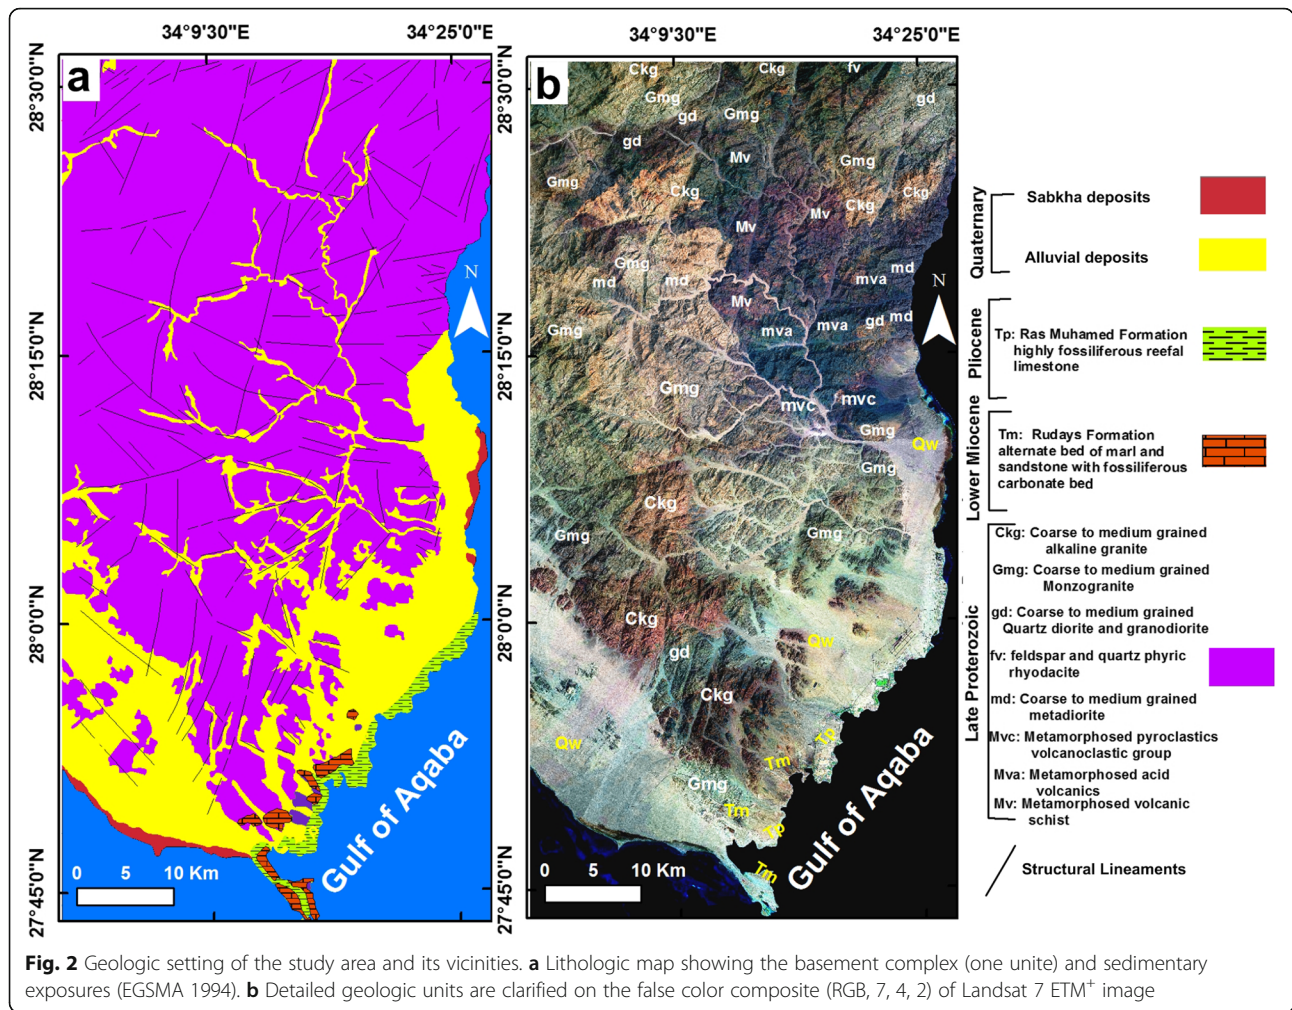 34°9'30"E
34°25'0"E
34°9'30"E
34°25'0"E
a
28°30'0"N
28°15'0"N
28°0'0"N
27°45'0"N
N
Gulf of Aqaba
0 5 10 Km
28°30'0"N
28°15'0"N
28°0'0"N
27°45'0"N
b
Ckg
Ckg
fv
Gmg
gd
Gmg
gd
gd
Mv
Gmg
Gmg
Ckg
Ckg
Ckg
Mv
Mv
Gmg
md
md
md
mva
Mv
Gmg
mva
mva
gd
md
Gmg
mvc
mvc
Gmg
Qw
Gmg
Ckg
Gmg
Gmg
Ckg
Qw
gd
Ckg
Qw
Tp
Tm
Gmg
Tm
Tp
Tm
N
Gulf of Aqaba
0 5 10 Km
Quaternary
Sabkha deposits
Alluvial deposits
Pliocene
Tp: Ras Muhamed Formation
highly fossiliferous reefal
limestone
Lower Miocene
Tm: Rudays Formation
alternate bed of marl and
sandstone with fossiliferous
carbonate bed
Late Proterozoic
Ckg: Coarse to medium grained
alkaline granite
Gmg: Coarse to medium grained
Monzogranite
gd: Coarse to medium grained
Quartz diorite and granodiorite
fv: feldspar and quartz phyric
rhyodacite
md: Coarse to medium grained
metadiorite
Mvc: Metamorphosed pyroclastics
volcanoclastic group
Mva: Metamorphosed acid
volcanics
Mv: Metamorphosed volcanic
schist
Structural Lineaments
Fig. 2 Geologic setting of the study area and its vicinities. a Lithologic map showing the basement complex (one unite) and sedimentary
exposures (EGSMA 1994). b Detailed geologic units are clarified on the false color composite (RGB, 7, 4, 2) of Landsat 7 ETM+ image